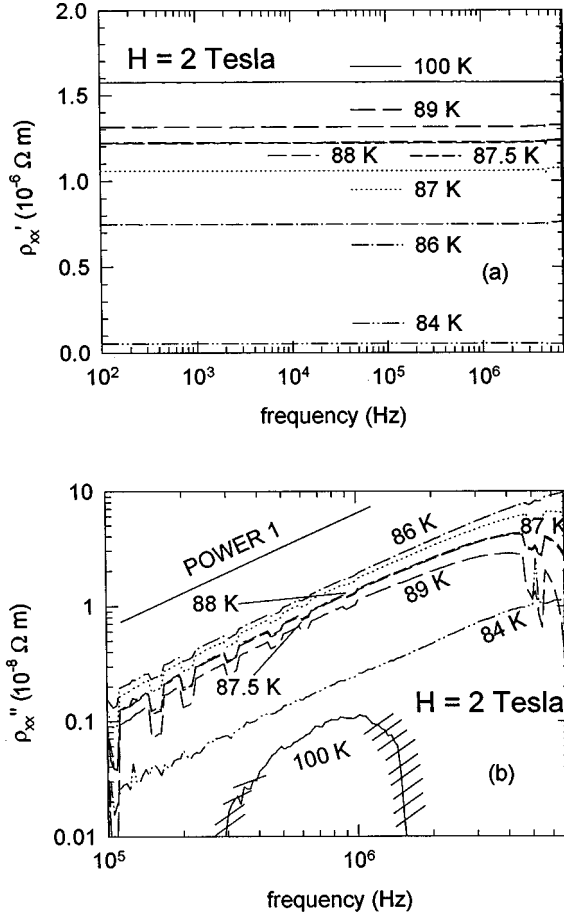 2.0
H = 2 Tesla
100 K
1.5
89 K
88 K
87.5 K
1.0
87 K
86 K
0.5
(a)
84 K
0.0
10² 10³ 10⁴ 10⁵ 10⁶
ρxx' (10⁻⁶ Ω m)
frequency (Hz)
10
POWER 1
86 K
87 K
88 K
1
89 K
84 K
87.5 K
H = 2 Tesla
0.1
100 K
(b)
0.01
10⁵ 10⁶
ρxx'' (10⁻⁸ Ω m)
frequency (Hz)